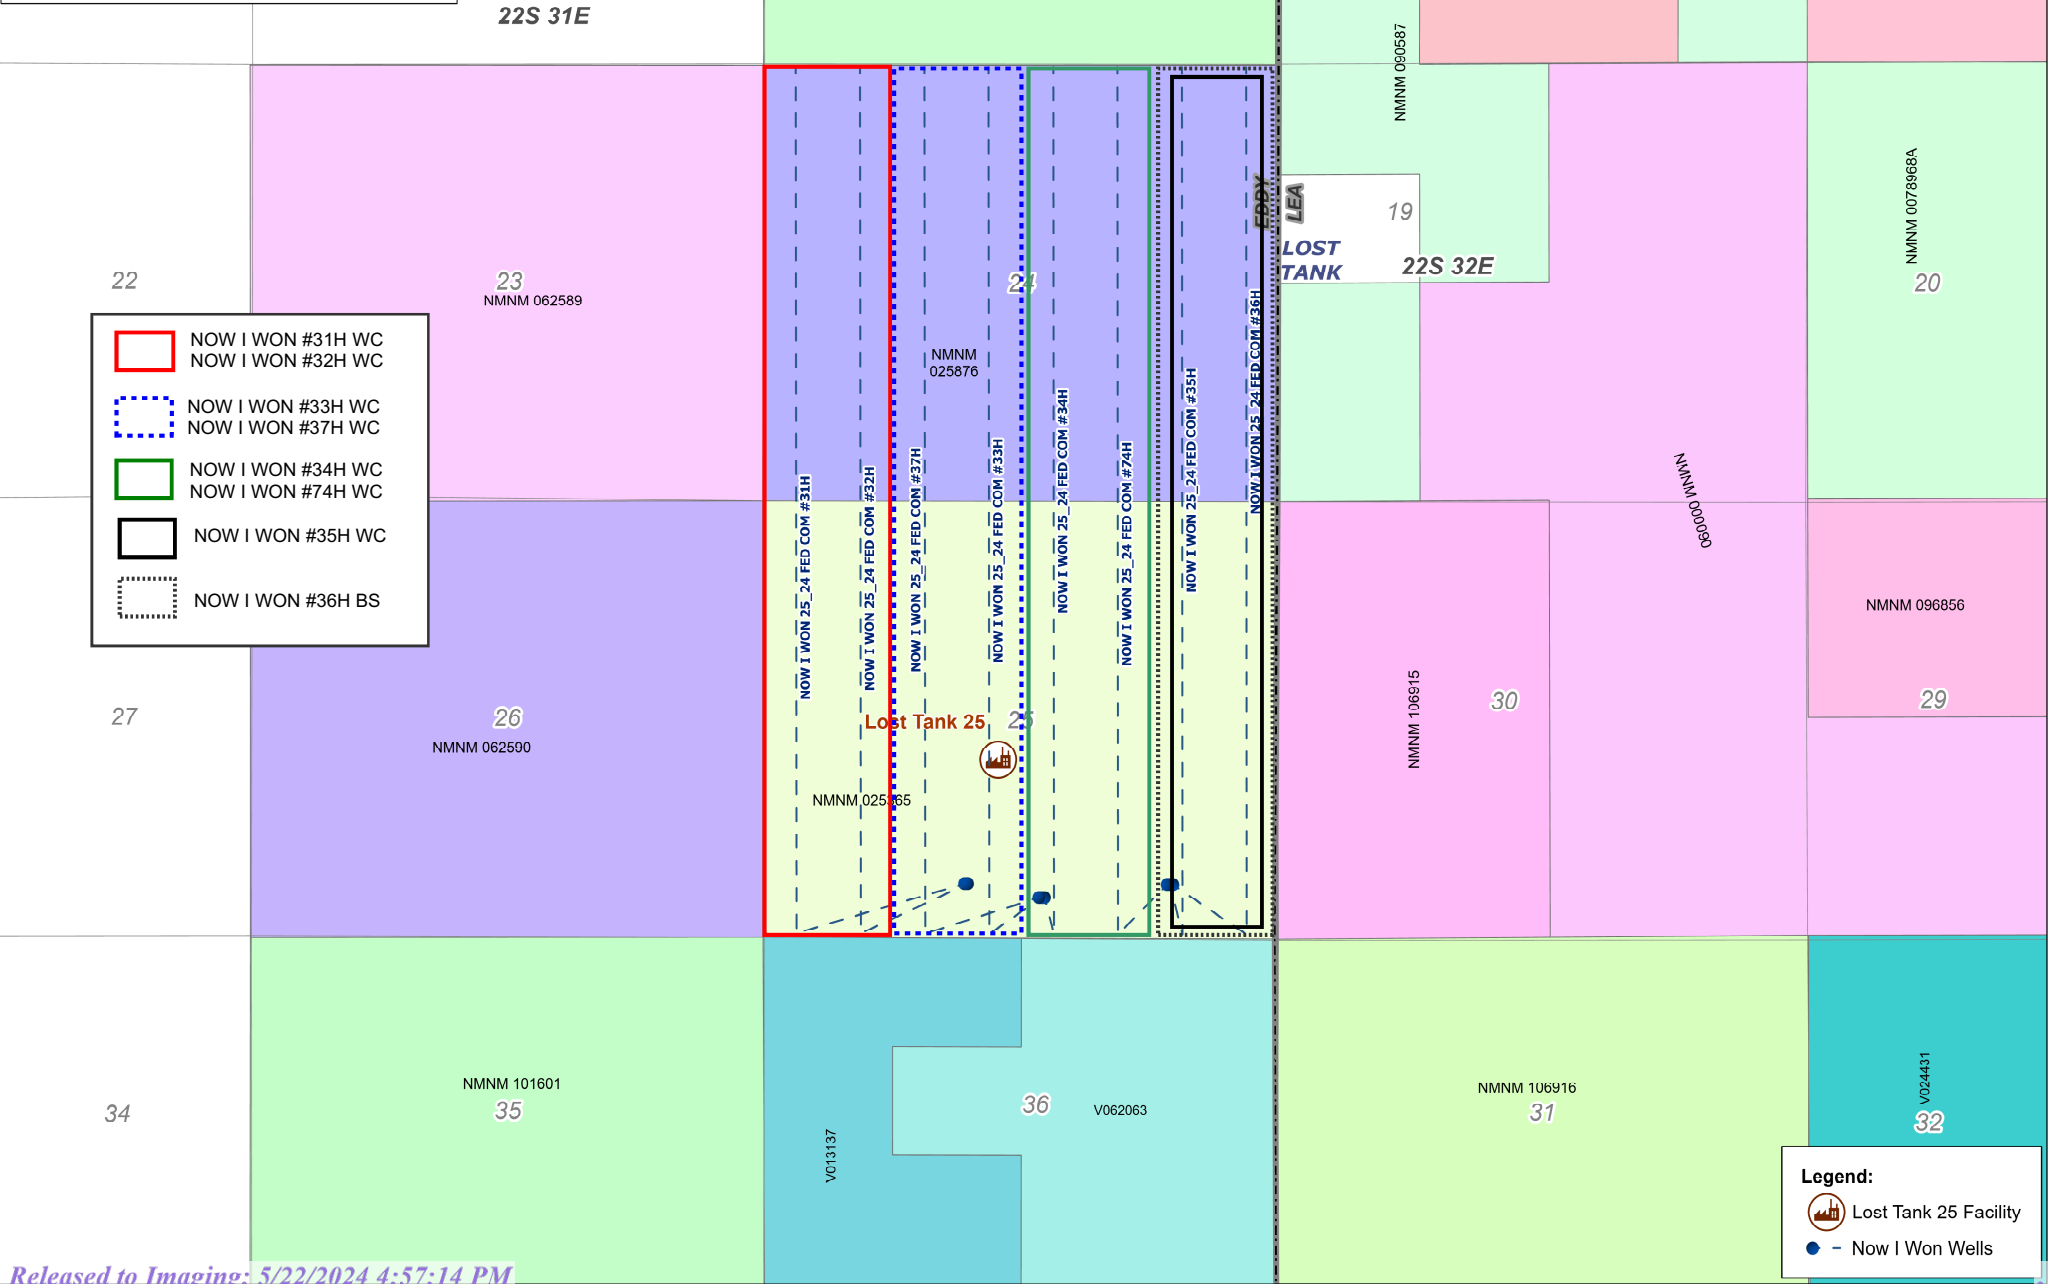 22S 31E
NMNM 090587
22
23
NMNM 062589
24
NMNM
025876
EDDY
LEA
19
LOST
TANK
22S 32E
NMNM 0078968A
20
NOW I WON #31H WC
NOW I WON #32H WC
NOW I WON #33H WC
NOW I WON #37H WC
NOW I WON #34H WC
NOW I WON #74H WC
NOW I WON #35H WC
NOW I WON #36H BS
NOW I WON 25_24 FED COM #31H
NOW I WON 25_24 FED COM #32H
NOW I WON 25_24 FED COM #37H
NOW I WON 25_24 FED COM #33H
NOW I WON 25_24 FED COM #34H
NOW I WON 25_24 FED COM #74H
NOW I WON 25_24 FED COM #35H
NOW I WON 25_24 FED COM #36H
NMNM 000090
NMNM 096856
27
26
NMNM 062590
Lost Tank 25
25
NMNM 025365
NMNM 106915
30
29
34
NMNM 101601
35
V013137
36
V062063
NMNM 106916
31
V024431
32
Legend:
Lost Tank 25 Facility
Now I Won Wells
Released to Imaging: 5/22/2024 4:57:14 PM